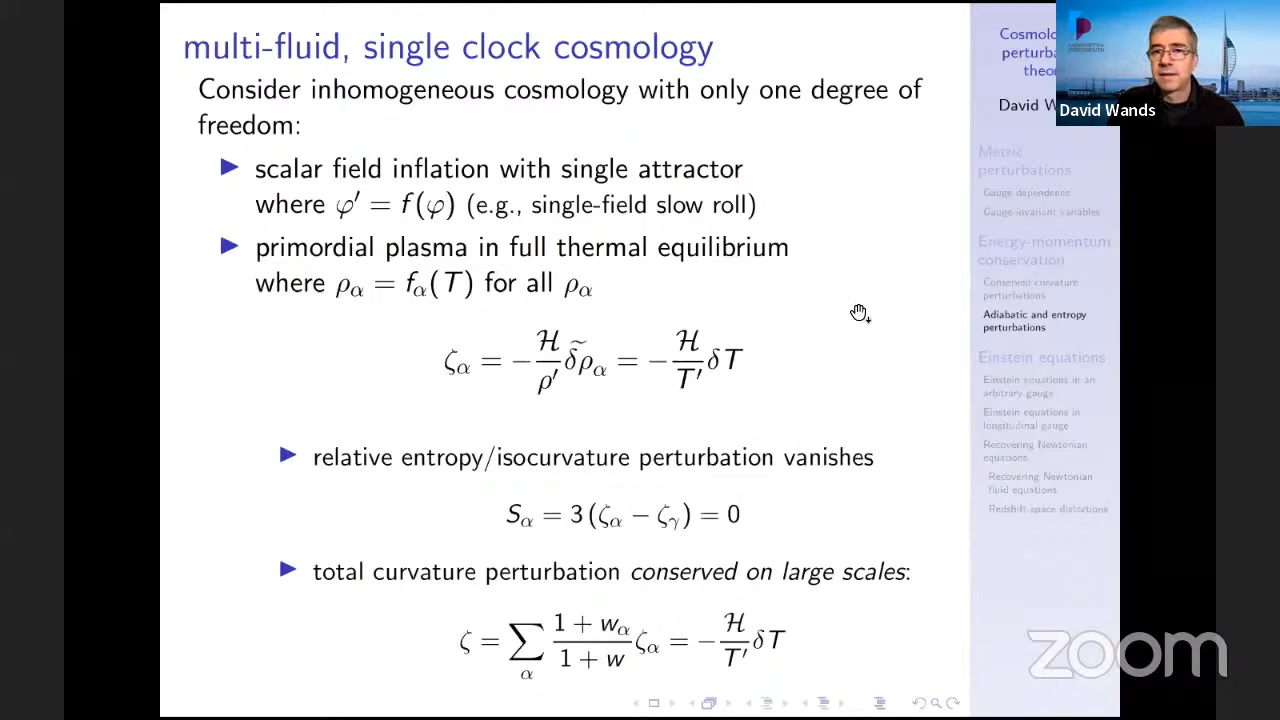 multi-fluid, single clock cosmology
Consider inhomogeneous cosmology with only one degree of
freedom:
▶ scalar field inflation with single attractor
where φ′ = f(φ) (e.g., single-field slow roll)
▶ primordial plasma in full thermal equilibrium
where ρ_α = f_α(T) for all ρ_α
ζ_α = −(ℋ/ρ′) δ̃ρ_α = −(ℋ/T′) δT
▶ relative entropy/isocurvature perturbation vanishes
S_α = 3 (ζ_α − ζ_γ) = 0
▶ total curvature perturbation conserved on large scales:
ζ = ∑_α (1 + w_α)/(1 + w) ζ_α = −(ℋ/T′) δT
David Wands
David W
Metric
perturbations
Gauge dependence
Gauge-invariant variables
Energy-momentum
conservation
Conserved curvature
perturbations
Adiabatic and entropy
perturbations
Einstein equations
Einstein equations in an
arbitrary gauge
Einstein equations in
longitudinal gauge
Recovering Newtonian
equations
Recovering Newtonian
fluid equations
Redshift-space distortions
zoom